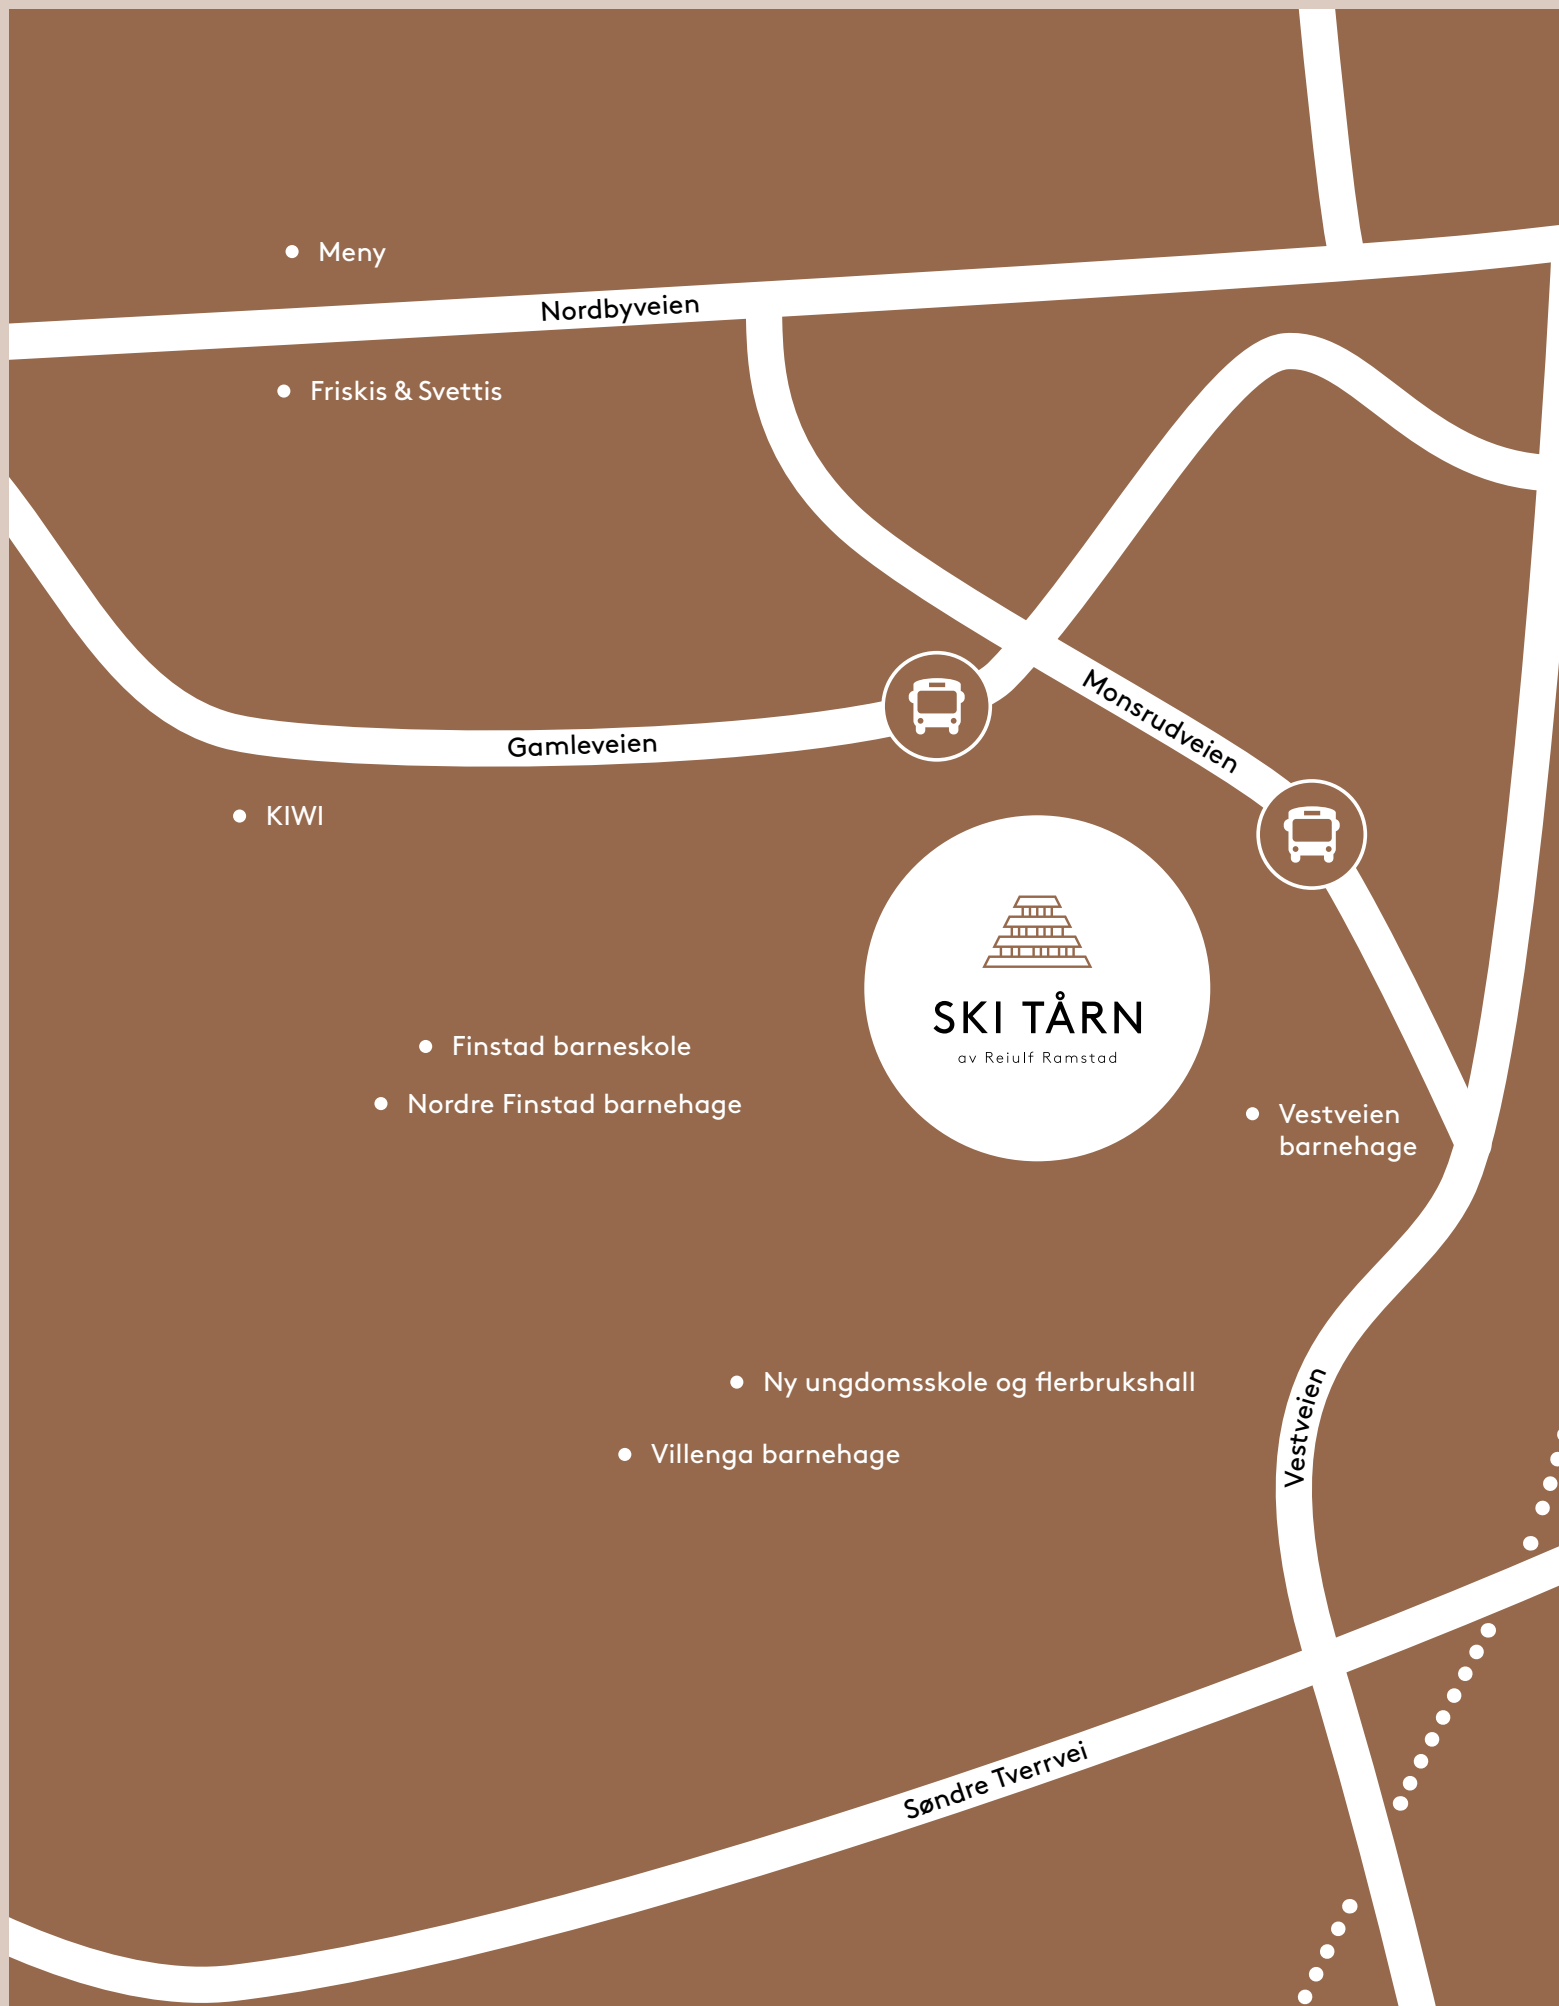 Meny
Nordbyveien
Friskis & Svettis
Monsrudveien
Gamleveien
KIWI
SKI TÅRN
av Reiulf Ramstad
Finstad barneskole
Nordre Finstad barnehage
Vestveien
barnehage
Ny ungdomsskole og flerbrukshall
Vestveien
Villenga barnehage
Søndre Tverrvei